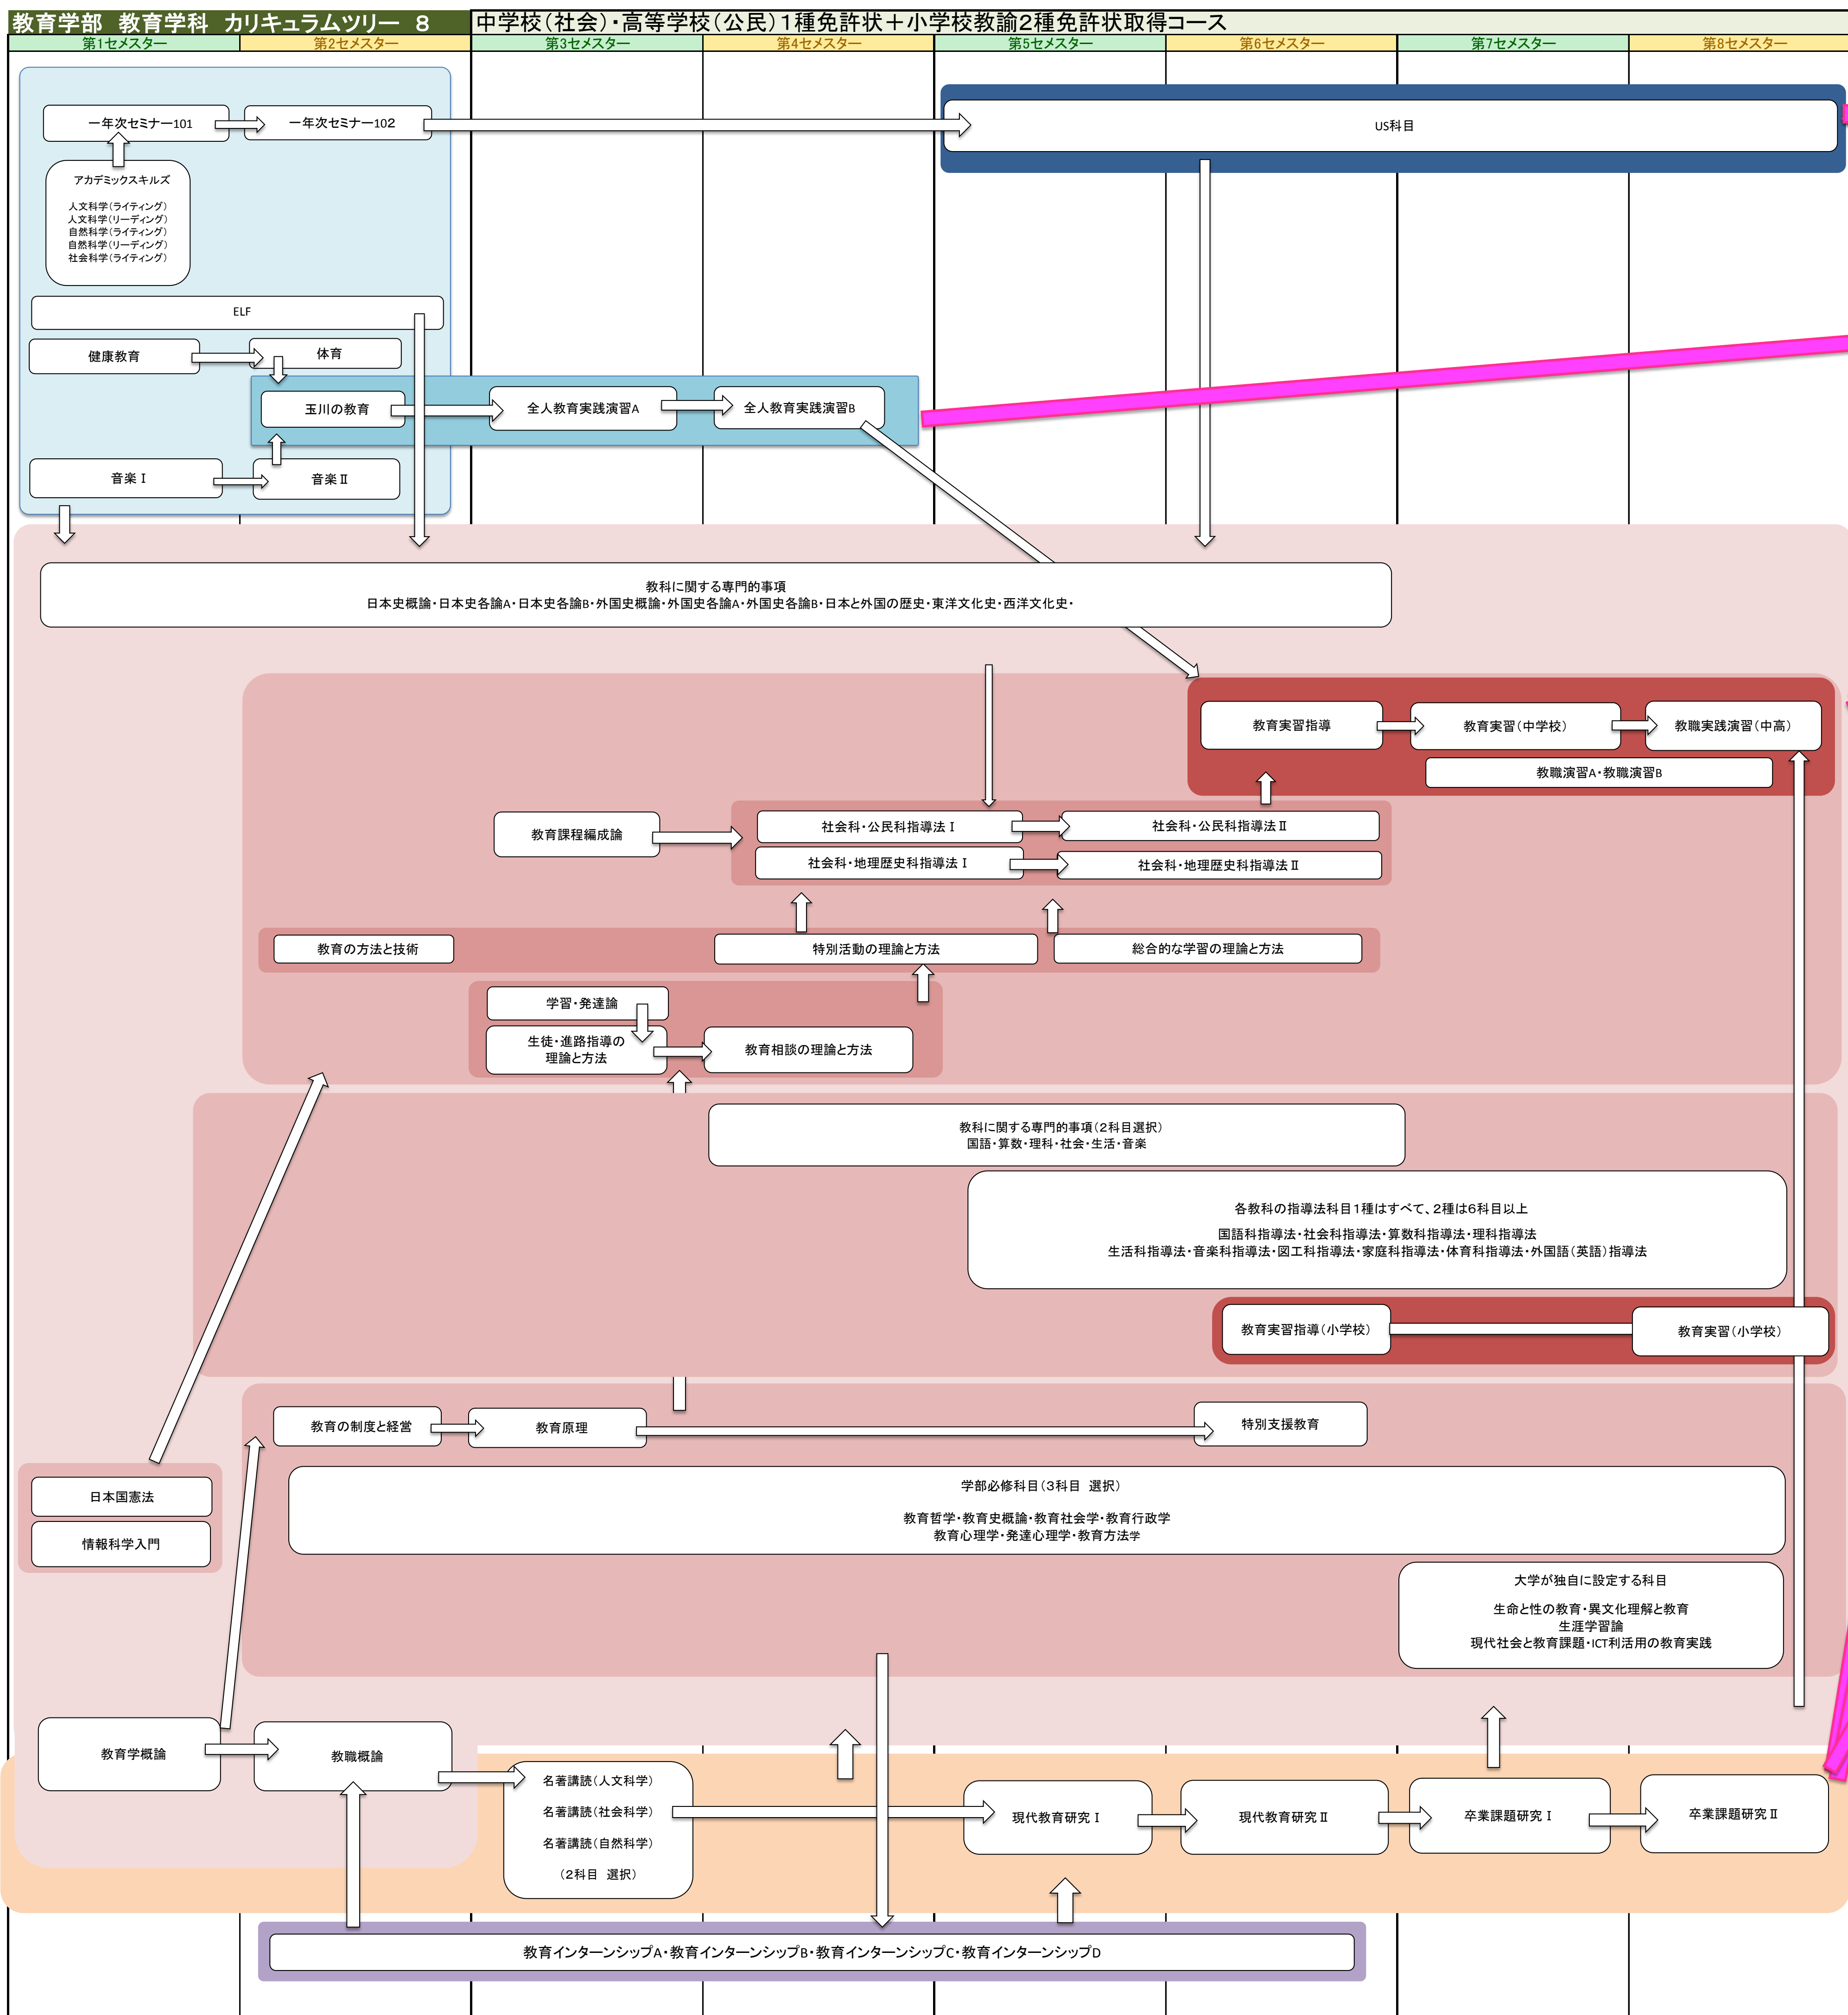 教育学部 教育学科 カリキュラムツリー 8
中学校(社会)・高等学校(公民)1種免許状+小学校教諭2種免許状取得コース
第1セメスター
第2セメスター
第3セメスター
第4セメスター
第5セメスター
第6セメスター
第7セメスター
第8セメスター
一年次セミナー101
一年次セミナー102
US科目
アカデミックスキルズ
人文科学(ライティング)
人文科学(リーディング)
自然科学(ライティング)
自然科学(リーディング)
社会科学(ライティング)
ELF
健康教育
体育
玉川の教育
全人教育実践演習A
全人教育実践演習B
音楽Ⅰ
音楽Ⅱ
教科に関する専門的事項
日本史概論・日本史各論A・日本史各論B・外国史概論・外国史各論A・外国史各論B・日本と外国の歴史・東洋文化史・西洋文化史・
教育実習指導
教育実習(中学校)
教職実践演習(中高)
教職演習A・教職演習B
教育課程編成論
社会科・公民科指導法Ⅰ
社会科・公民科指導法Ⅱ
社会科・地理歴史科指導法Ⅰ
社会科・地理歴史科指導法Ⅱ
教育の方法と技術
特別活動の理論と方法
総合的な学習の理論と方法
学習・発達論
生徒・進路指導の
理論と方法
教育相談の理論と方法
教科に関する専門的事項(2科目選択)
国語・算数・理科・社会・生活・音楽
各教科の指導法科目1種はすべて、2種は6科目以上
国語科指導法・社会科指導法・算数科指導法・理科指導法
生活科指導法・音楽科指導法・図工科指導法・家庭科指導法・体育科指導法・外国語(英語)指導法
教育実習指導(小学校)
教育実習(小学校)
教育の制度と経営
教育原理
特別支援教育
日本国憲法
情報科学入門
学部必修科目(3科目 選択)
教育哲学・教育史概論・教育社会学・教育行政学
教育心理学・発達心理学・教育方法学
大学が独自に設定する科目
生命と性の教育・異文化理解と教育
生涯学習論
現代社会と教育課題・ICT利活用の教育実践
教育学概論
教職概論
名著講読(人文科学)
名著講読(社会科学)
名著講読(自然科学)
(2科目 選択)
現代教育研究Ⅰ
現代教育研究Ⅱ
卒業課題研究Ⅰ
卒業課題研究Ⅱ
教育インターンシップA・教育インターンシップB・教育インターンシップC・教育インターンシップD